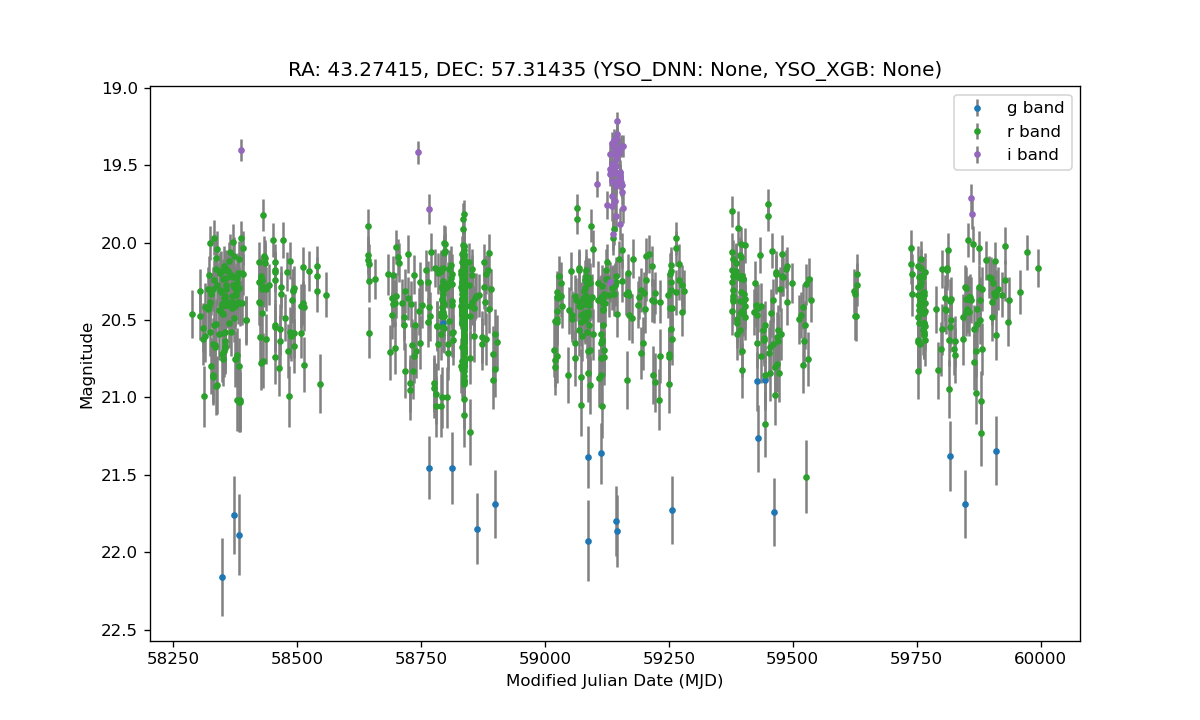 RA: 43.27415, DEC: 57.31435 (YSO_DNN: None, YSO_XGB: None)
g band
r band
i band
19.0
19.5
20.0
20.5
21.0
21.5
22.0
22.5
Magnitude
58250 58500 58750 59000 59250 59500 59750 60000
Modified Julian Date (MJD)